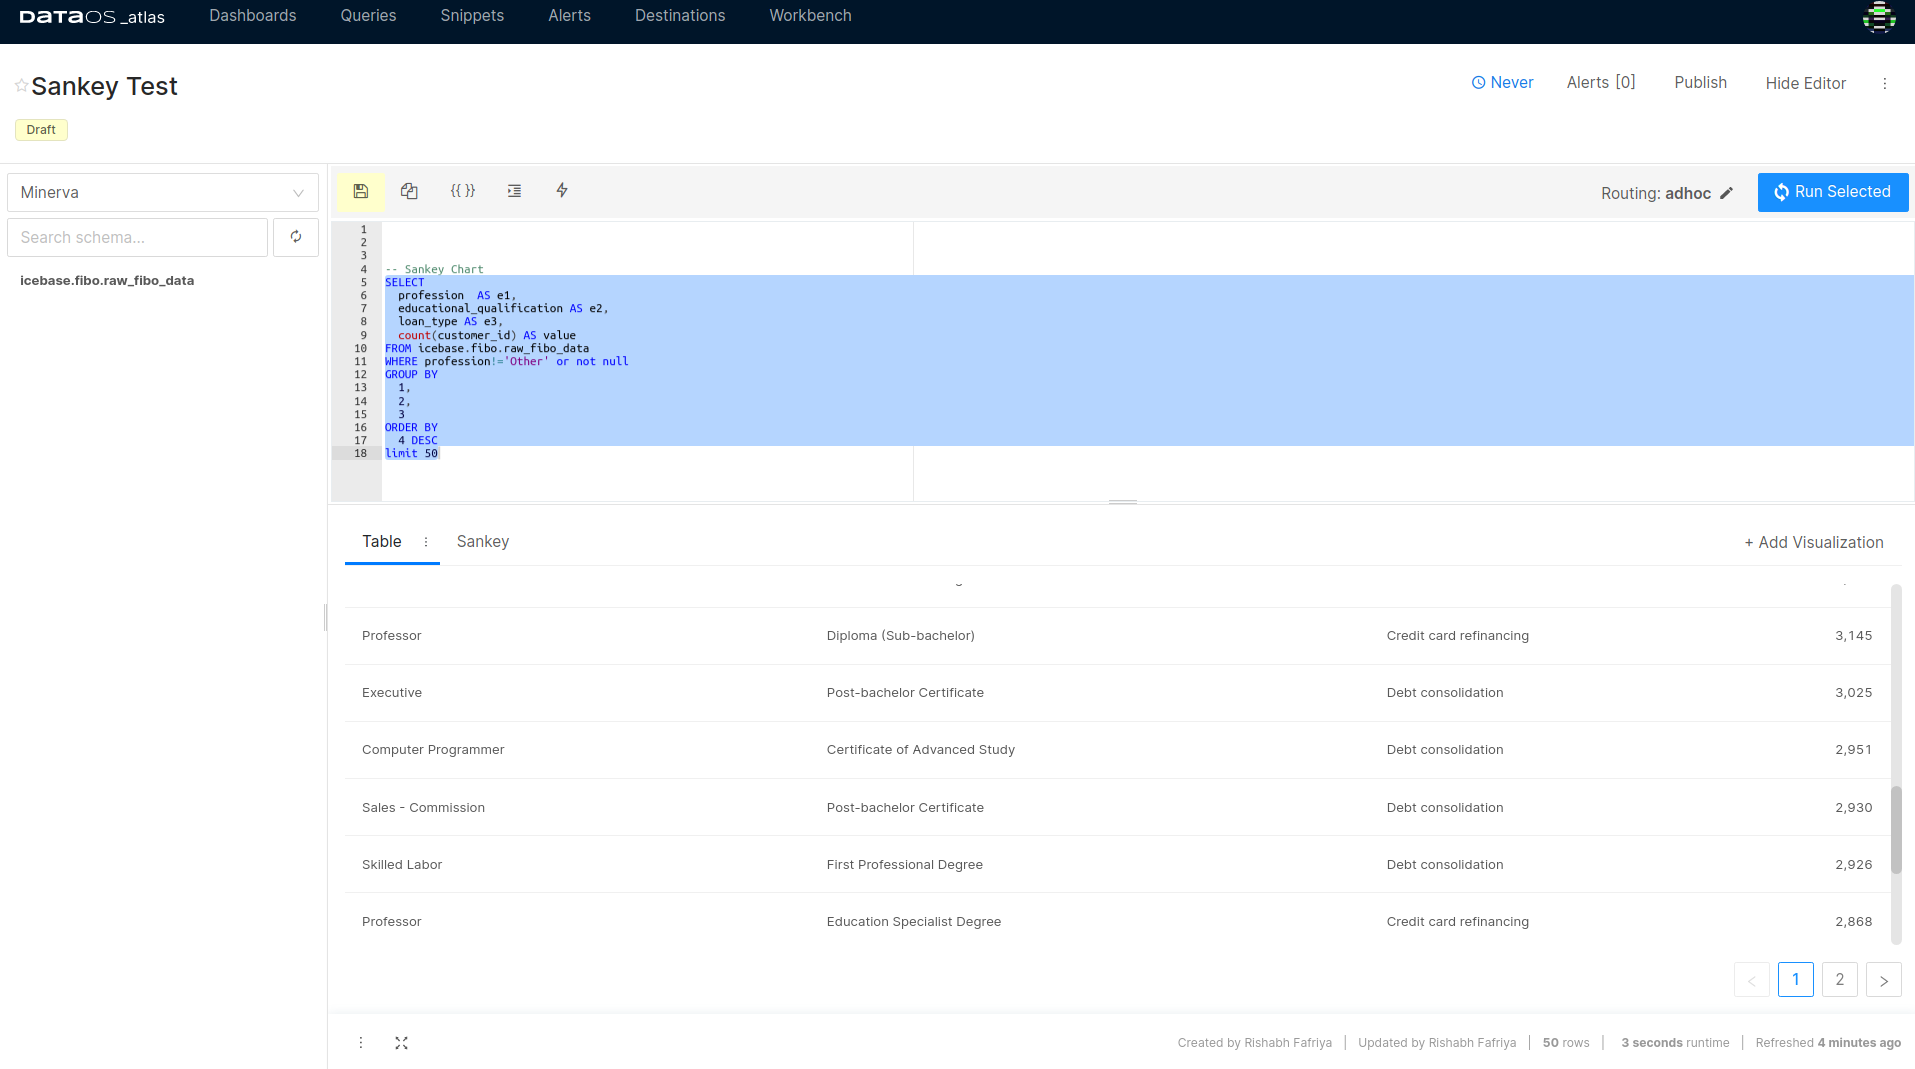 DATAOS _atlas Dashboards Queries Snippets Alerts Destinations Workbench
Sankey Test
Never Alerts [0] Publish Hide Editor
Draft
Minerva
Search schema...
icebase.fibo.raw_fibo_data
{{ }}
Routing: adhoc
Run Selected
1
2
3
4 -- Sankey Chart
5 SELECT
6 profession  AS e1,
7 educational_qualification AS e2,
8 loan_type AS e3,
9 count(customer_id) AS value
10 FROM icebase.fibo.raw_fibo_data
11 WHERE profession!='Other' or not null
12 GROUP BY
13 1,
14 2,
15 3
16 ORDER BY
17 4 DESC
18 limit 50
Table Sankey + Add Visualization
Professor Diploma (Sub-bachelor) Credit card refinancing 3,145
Executive Post-bachelor Certificate Debt consolidation 3,025
Computer Programmer Certificate of Advanced Study Debt consolidation 2,951
Sales - Commission Post-bachelor Certificate Debt consolidation 2,930
Skilled Labor First Professional Degree Debt consolidation 2,926
Professor Education Specialist Degree Credit card refinancing 2,868
< 1 2 >
Created by Rishabh Fafriya | Updated by Rishabh Fafriya | 50 rows | 3 seconds runtime | Refreshed 4 minutes ago